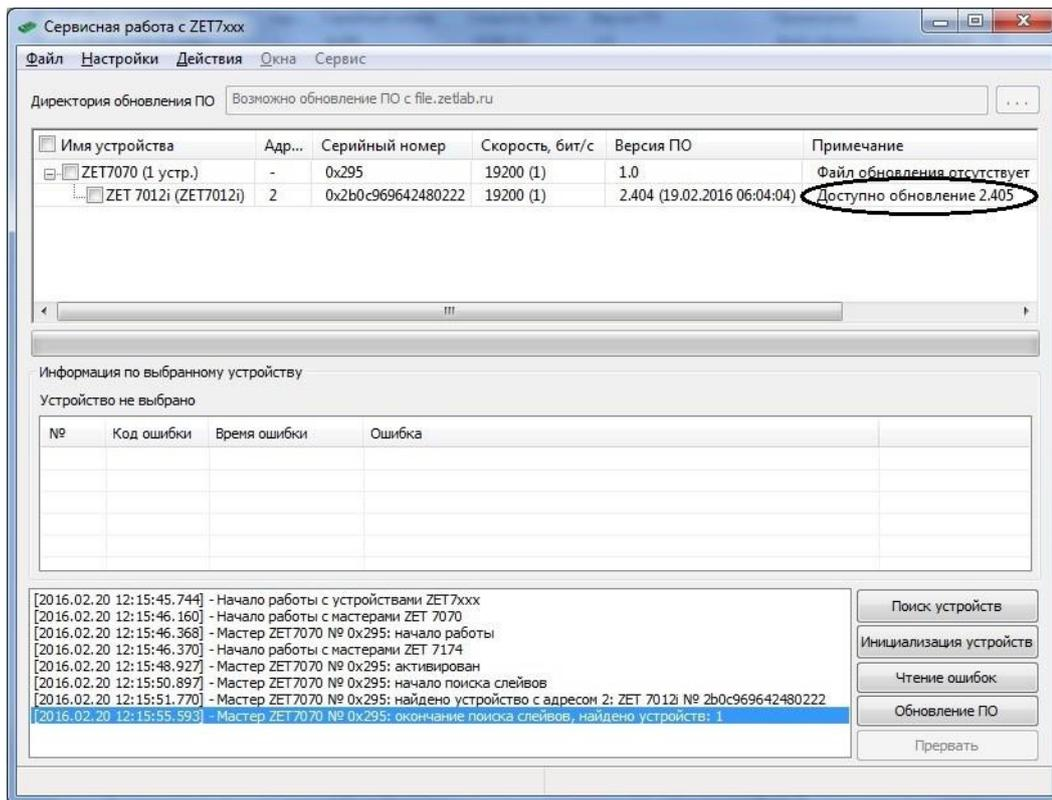 Сервисная работа с ZET7xxx
Файл Настройки Действия Окна Сервис
Директория обновления ПО Возможно обновление ПО с file.zetlab.ru ...
Имя устройства Адр... Серийный номер Скорость, бит/с Версия ПО Примечание
ZET7070 (1 устр.) - 0x295 19200 (1) 1.0 Файл обновления отсутствует
ZET 7012i (ZET7012i) 2 0x2b0c969642480222 19200 (1) 2.404 (19.02.2016 06:04:04) Доступно обновление 2.405
Информация по выбранному устройству
Устройство не выбрано
№ Код ошибки Время ошибки Ошибка
[2016.02.20 12:15:45.744] - Начало работы с устройствами ZET7xxx
[2016.02.20 12:15:46.160] - Начало работы с мастерами ZET 7070
[2016.02.20 12:15:46.368] - Мастер ZET7070 № 0x295: начало работы
[2016.02.20 12:15:46.370] - Начало работы с мастерами ZET 7174
[2016.02.20 12:15:48.927] - Мастер ZET7070 № 0x295: активирован
[2016.02.20 12:15:50.897] - Мастер ZET7070 № 0x295: начало поиска слейвов
[2016.02.20 12:15:51.770] - Мастер ZET7070 № 0x295: найдено устройство с адресом 2: ZET 7012i № 2b0c969642480222
[2016.02.20 12:15:55.593] - Мастер ZET7070 № 0x295: окончание поиска слейвов, найдено устройств: 1
Поиск устройств
Инициализация устройств
Чтение ошибок
Обновление ПО
Прервать